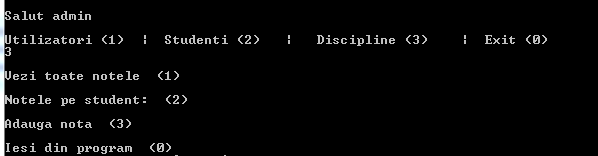 Salut admin
Utilizatori (1) ¦ Studenti (2) ¦ Discipline (3) ¦ Exit (0)
3
Vezi toate notele (1)
Notele pe student: (2)
Adauga nota (3)
Iesi din program (0)